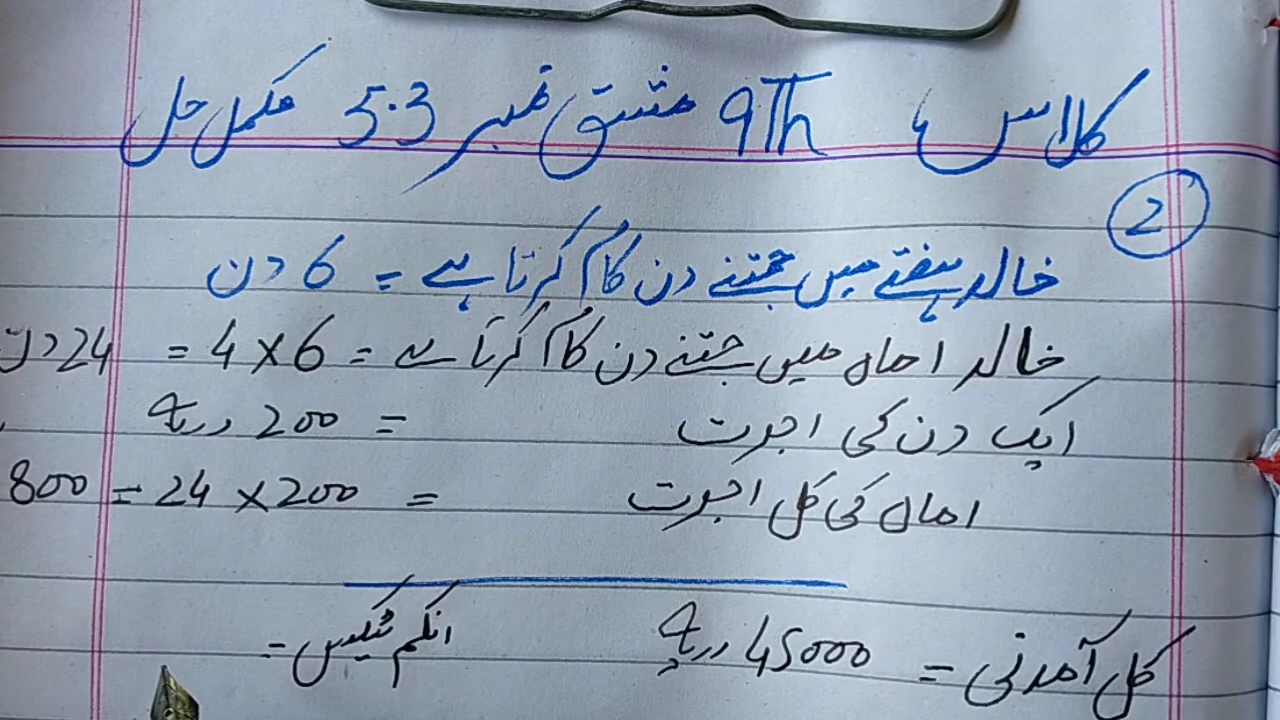 کلاس 9Th مشق نمبر 5.3 مکمل حل
2
خالد ہفتے میں جتنے دن کام کرتا ہے = 6 دن
خالد 1ماہ میں جتنے دن کام کرتا ہے = 4×6 = 24 دن
ایک دن کی اجرت = 200 روپے
1ماہ کی کل اجرت = 24×200 = 800
کل آمدنی = 45000 روپے انکم ٹیکس =